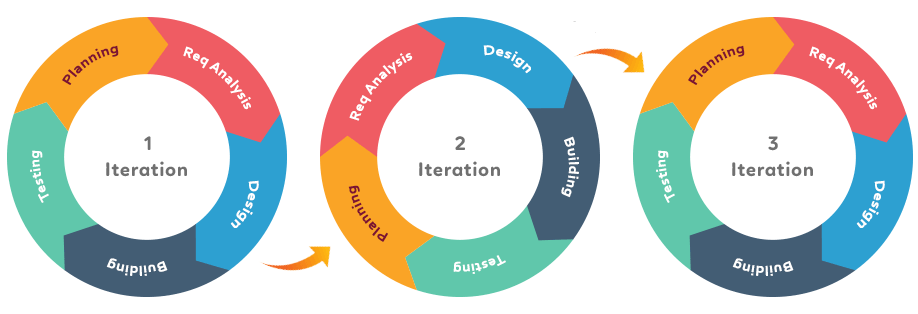 Planning
Req Analysis
Design
Building
Testing
1
Iteration
Planning
Req Analysis
Design
Building
Testing
2
Iteration
Planning
Req Analysis
Design
Building
Testing
3
Iteration